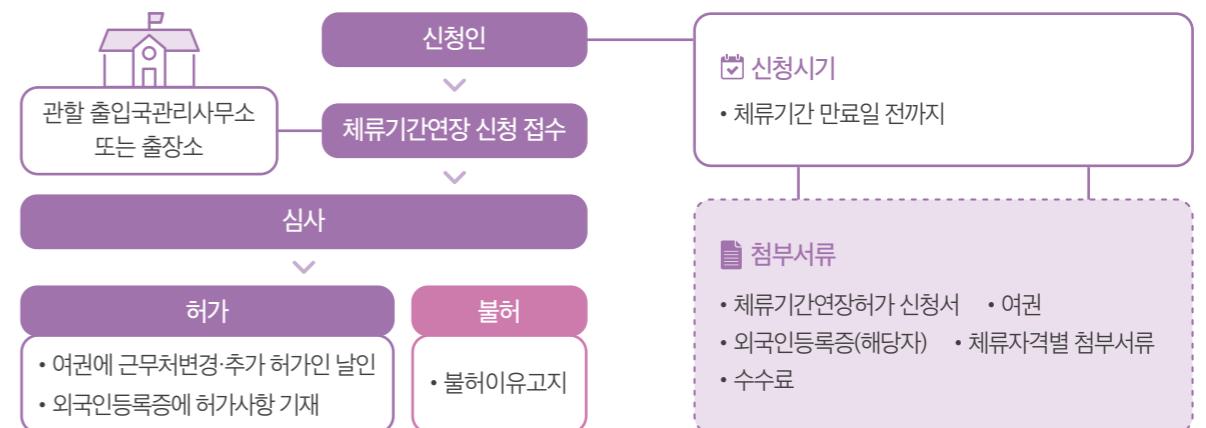 신청인
관할 출입국관리사무소
또는 출장소
체류기간연장 신청 접수
심사
허가
• 여권에 근무처변경·추가 허가인 날인
• 외국인등록증에 허가사항 기재
불허
• 불허이유고지
신청시기
• 체류기간 만료일 전까지
첨부서류
• 체류기간연장허가 신청서 • 여권
• 외국인등록증(해당자) • 체류자격별 첨부서류
• 수수료